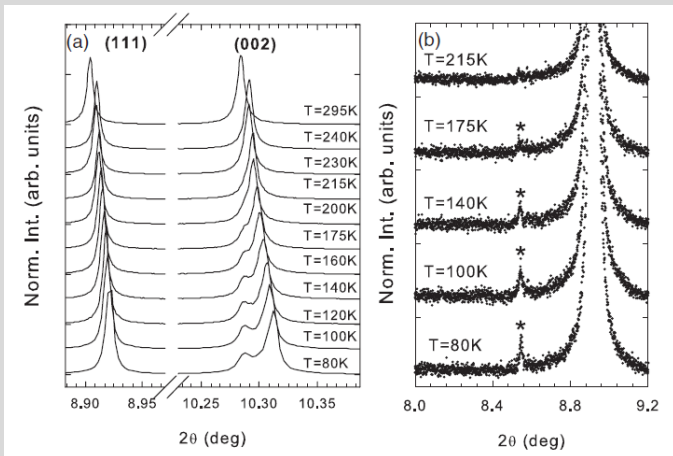 (a) (111) (002)
T=295K
T=240K
T=230K
T=215K
T=200K
T=175K
T=160K
T=140K
T=120K
T=100K
T=80K
Norm. Int. (arb. units)
8.90 8.95 10.25 10.30 10.35
2θ (deg)
(b)
T=215K
T=175K *
T=140K *
T=100K *
T=80K *
Norm. Int. (arb. units)
8.0 8.4 8.8 9.2
2θ (deg)